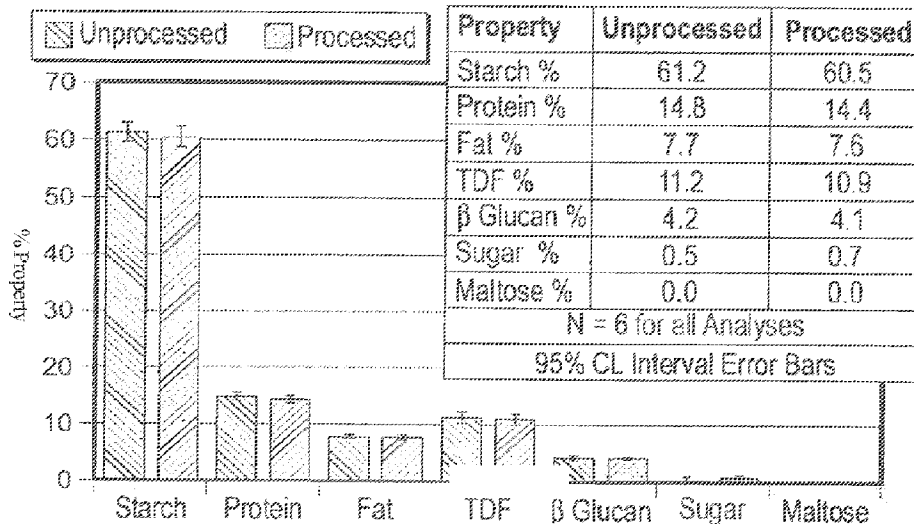 Unprocessed Processed
Property Unprocessed Processed
Starch % 61.2 60.5
Protein % 14.8 14.4
Fat % 7.7 7.6
TDF % 11.2 10.9
β Glucan % 4.2 4.1
Sugar % 0.5 0.7
Maltose % 0.0 0.0
N = 6 for all Analyses
95% CL Interval Error Bars
% Property
70
60
50
40
30
20
10
0
Starch Protein Fat TDF β Glucan Sugar Maltose